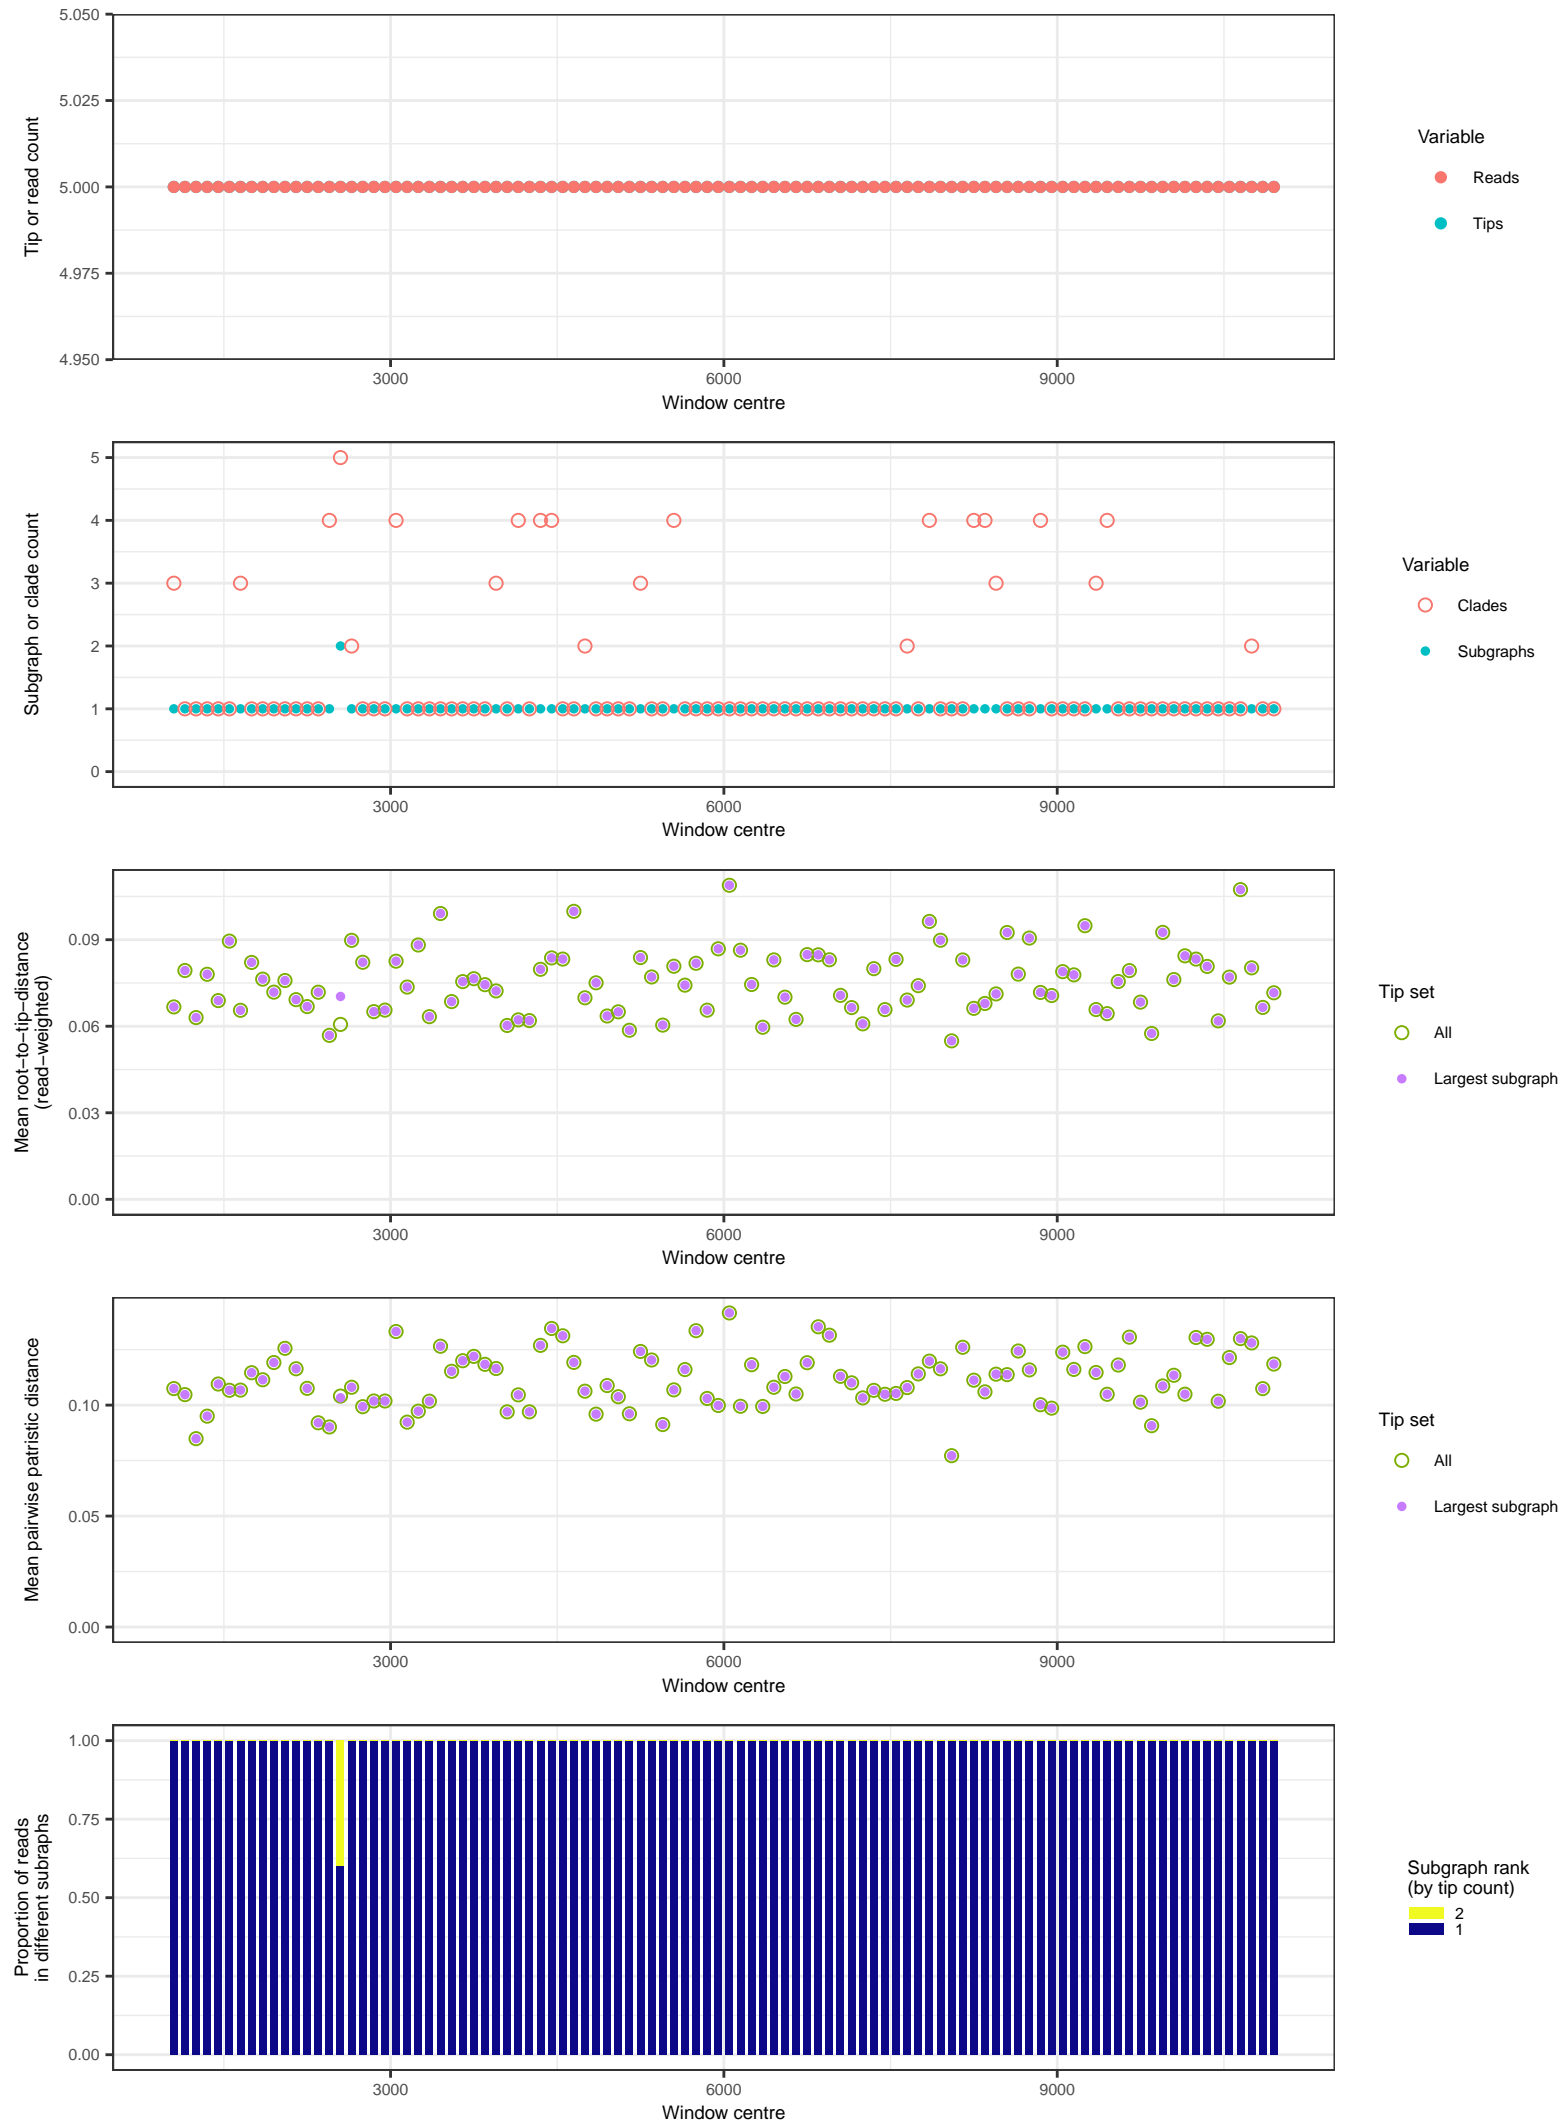 5.050
5.025
5.000
4.975
4.950
Tip or read count
3000 6000 9000
Window centre
Variable
Reads
Tips
5
4
3
2
1
0
Subgraph or clade count
3000 6000 9000
Window centre
Variable
Clades
Subgraphs
0.09
0.06
0.03
0.00
Mean root−to−tip−distance
(read−weighted)
3000 6000 9000
Window centre
Tip set
All
Largest subgraph
0.10
0.05
0.00
Mean pairwise patristic distance
3000 6000 9000
Window centre
Tip set
All
Largest subgraph
1.00
0.75
0.50
0.25
0.00
Proportion of reads
in different subraphs
3000 6000 9000
Window centre
Subgraph rank
(by tip count)
2
1